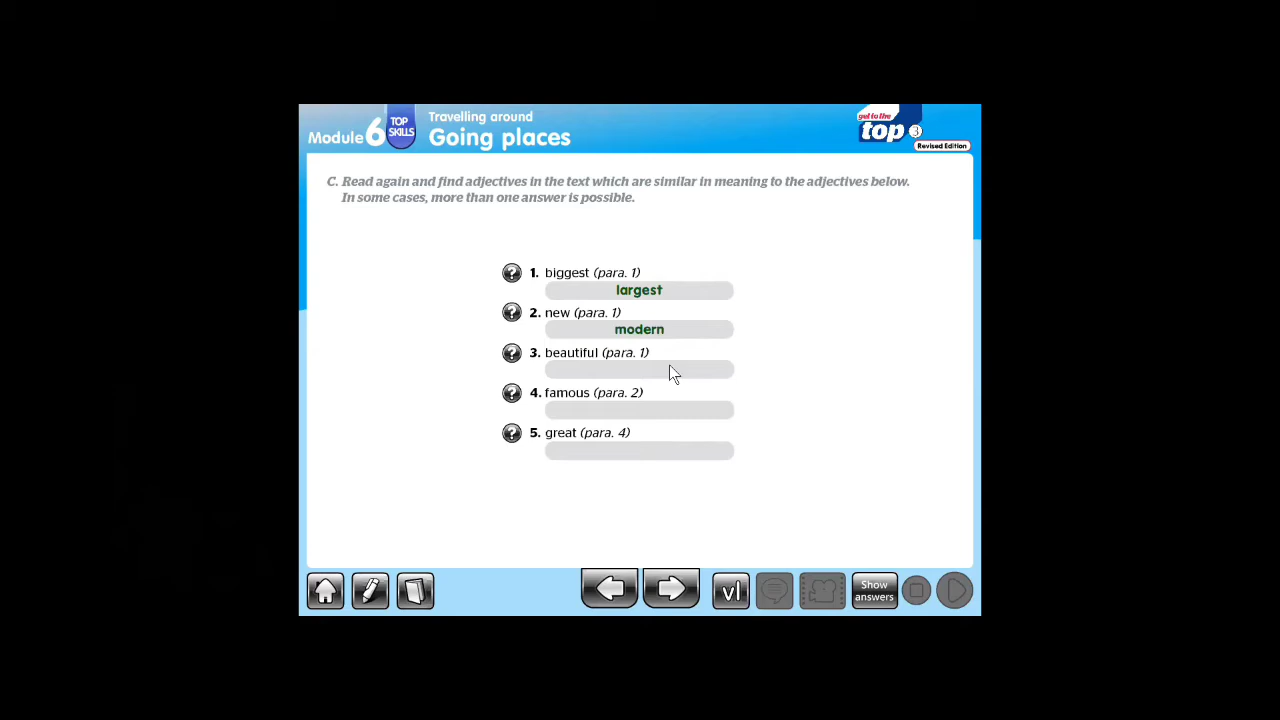 Module 6
TOP
SKILLS
Travelling around
Going places
get to the
top 3
Revised Edition
C. Read again and find adjectives in the text which are similar in meaning to the adjectives below.
In some cases, more than one answer is possible.
1. biggest (para. 1)
largest
2. new (para. 1)
modern
3. beautiful (para. 1)
4. famous (para. 2)
5. great (para. 4)
Show
answers